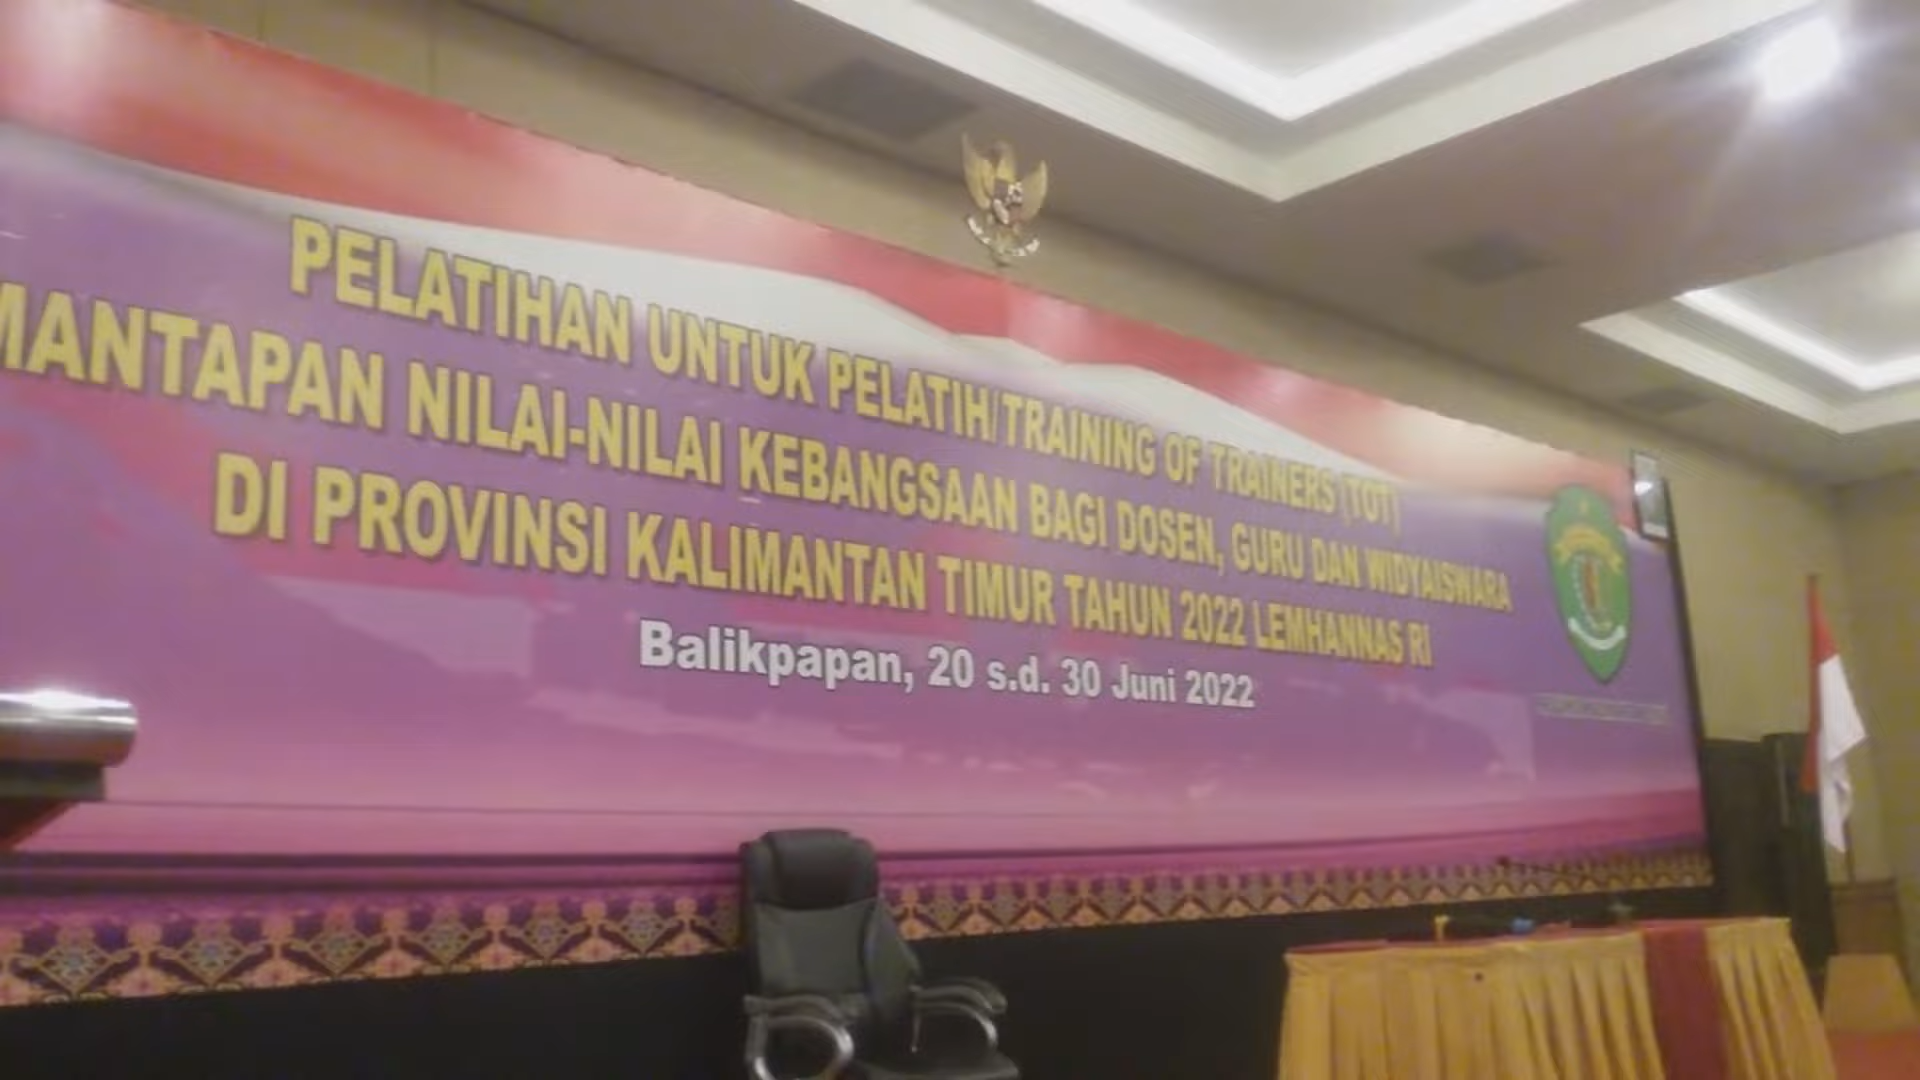 PELATIHAN UNTUK PELATIH/TRAINING OF TRAINERS (TOT)
MANTAPAN NILAI-NILAI KEBANGSAAN BAGI DOSEN, GURU DAN WIDYAISWARA
DI PROVINSI KALIMANTAN TIMUR TAHUN 2022 LEMHANNAS RI
Balikpapan, 20 s.d. 30 Juni 2022